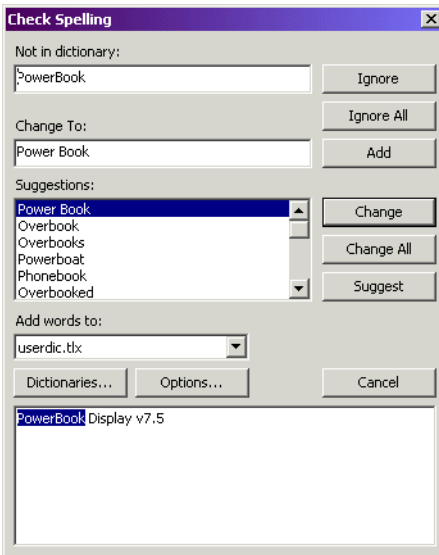 Check Spelling
Not in dictionary:
PowerBook
Ignore
Ignore All
Change To:
Power Book
Add
Suggestions:
Power Book
Overbook
Overbooks
Powerboat
Phonebook
Overbooked
Change
Change All
Suggest
Add words to:
userdic.tlx
Dictionaries...
Options...
Cancel
PowerBook Display v7.5